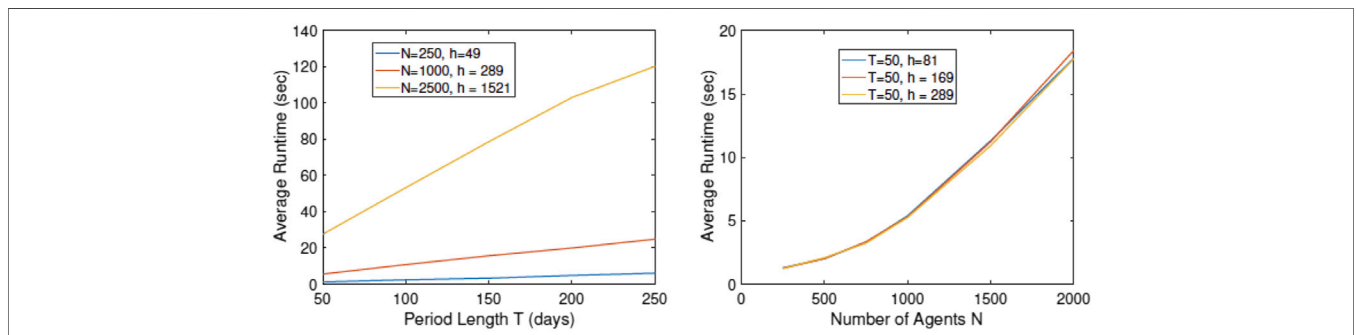 140
120
100
80
60
40
20
0
50
100
150
200
250
Average Runtime (sec)
Period Length T (days)
N=250, h=49
N=1000, h = 289
N=2500, h = 1521
20
15
10
5
0
0
500
1000
1500
2000
Average Runtime (sec)
Number of Agents N
T=50, h=81
T=50, h = 169
T=50, h = 289